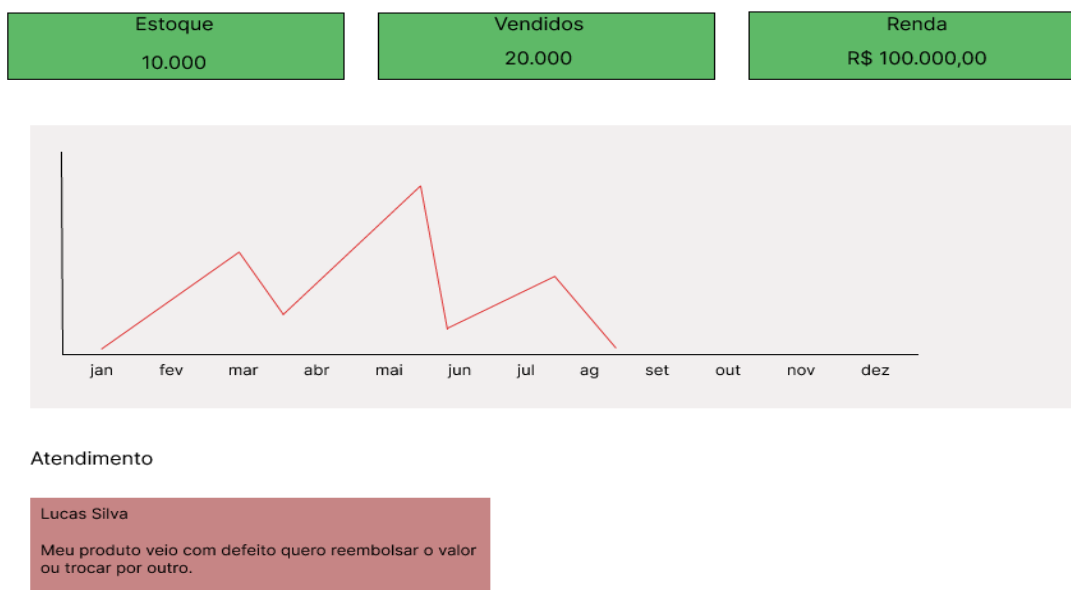 Estoque
10.000
Vendidos
20.000
Renda
R$ 100.000,00
jan fev mar abr mai jun jul ag set out nov dez
Atendimento
Lucas Silva
Meu produto veio com defeito quero reembolsar o valor
ou trocar por outro.